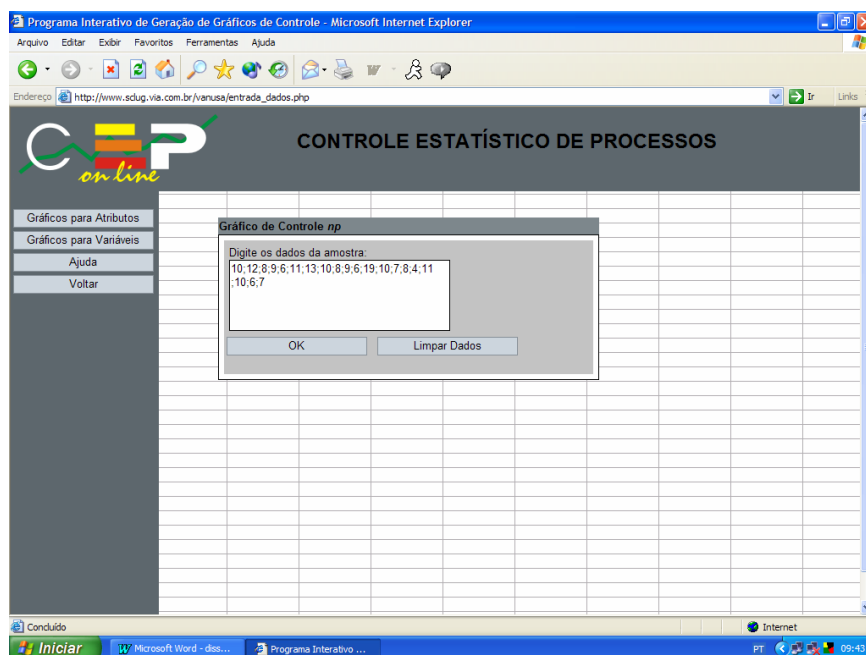 Programa Interativo de Geração de Gráficos de Controle - Microsoft Internet Explorer
Arquivo Editar Exibir Favoritos Ferramentas Ajuda
Endereço http://www.sclug.via.com.br/vanusa/entrada_dados.php Ir Links
CEP
on line
CONTROLE ESTATÍSTICO DE PROCESSOS
Gráficos para Atributos
Gráficos para Variáveis
Ajuda
Voltar
Gráfico de Controle np
Digite os dados da amostra:
10;12;8;9;6;11;13;10;8;9;6;19;10;7;8;4;11
;10;6;7
OK Limpar Dados
Concluído Internet
Iniciar Microsoft Word - diss... Programa Interativo ... PT 09:43